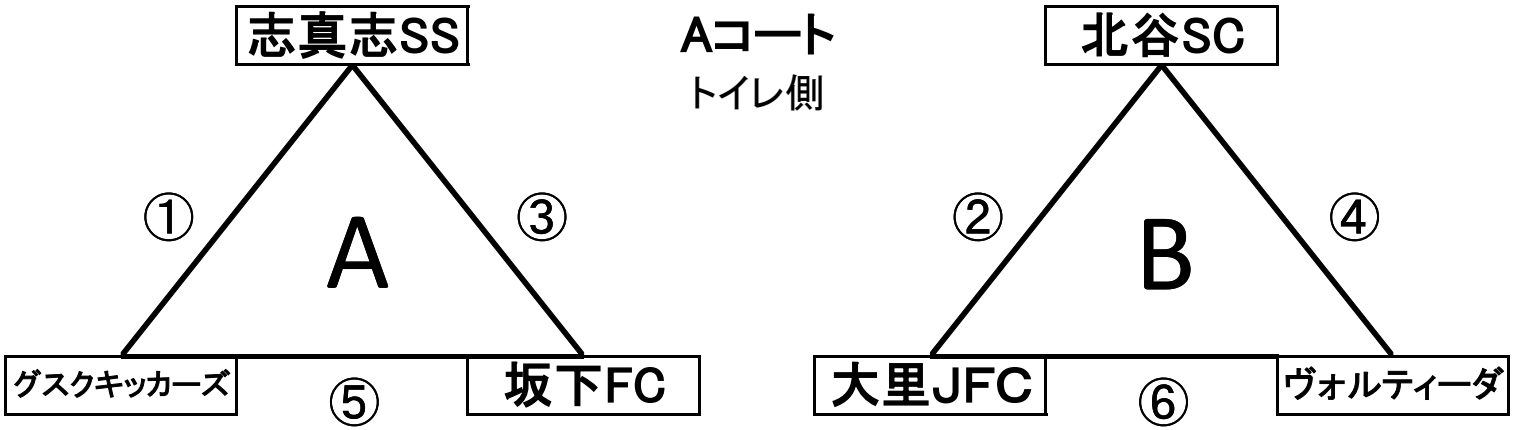 志真志SS
Aコート
北谷SC
トイレ側
①
③
②
④
A
B
グスクキッカーズ
坂下FC
大里JFC
ヴォルティーダ
⑤
⑥